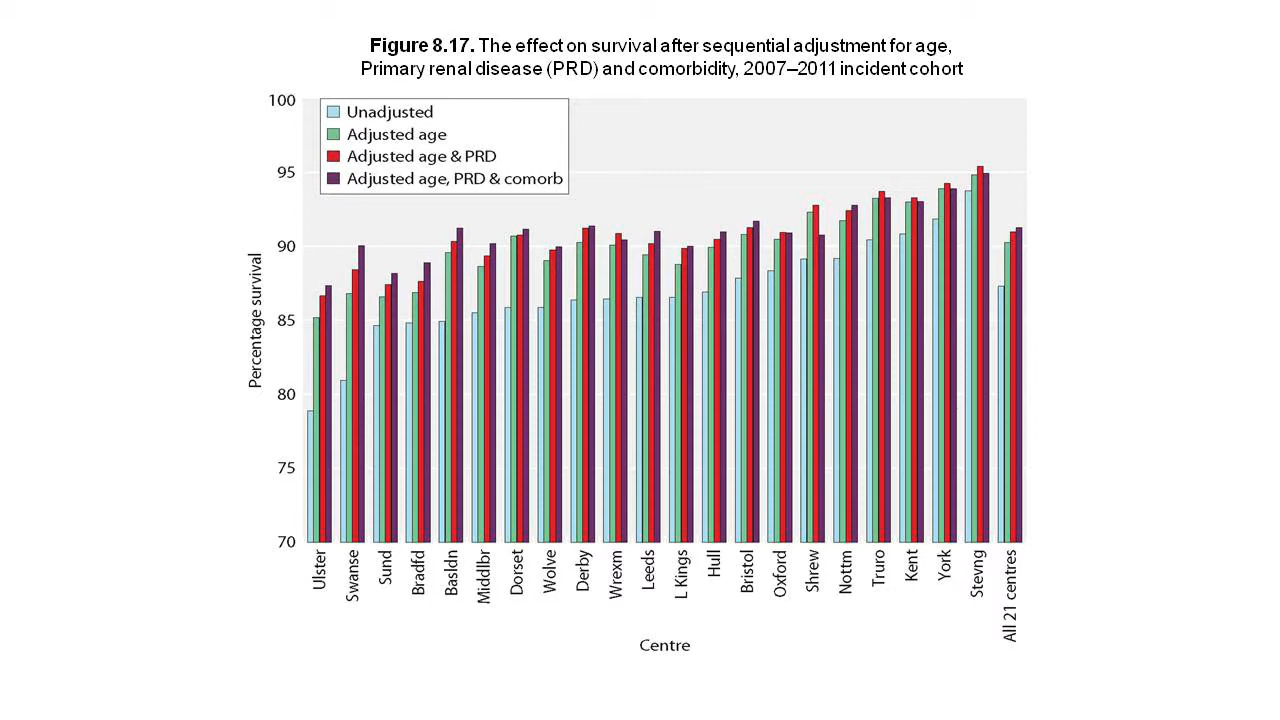 Figure 8.17. The effect on survival after sequential adjustment for age,
Primary renal disease (PRD) and comorbidity, 2007–2011 incident cohort
Unadjusted
Adjusted age
Adjusted age & PRD
Adjusted age, PRD & comorb
Percentage survival
100
95
90
85
80
75
70
Ulster
Swanse
Sund
Bradfd
Basldn
Middlbr
Dorset
Wolve
Derby
Wrexm
Leeds
L Kings
Hull
Bristol
Oxford
Shrew
Nottm
Truro
Kent
York
Stevng
All 21 centres
Centre